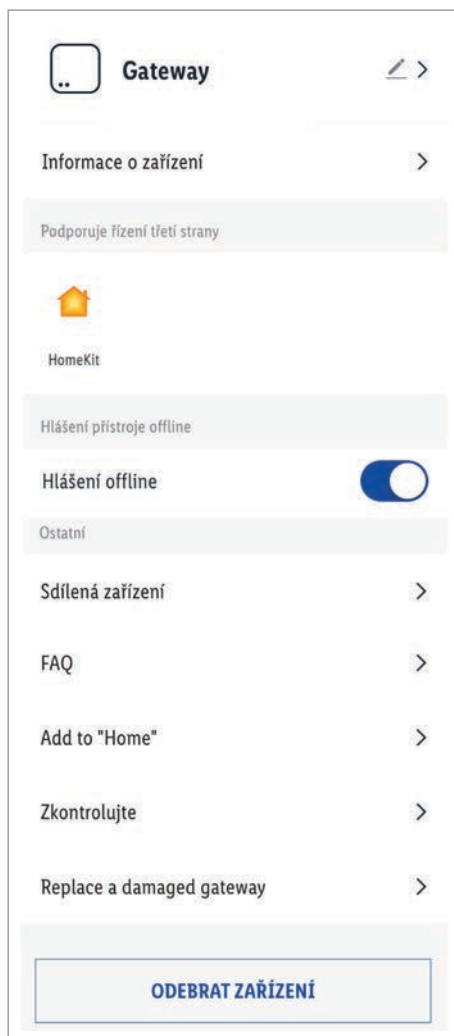 Gateway
Informace o zařízení
Podporuje řízení třetí strany
HomeKit
Hlášení přístroje offline
Hlášení offline
Ostatní
Sdílená zařízení
FAQ
Add to "Home"
Zkontrolujte
Replace a damaged gateway
ODEBRAT ZAŘÍZENÍ